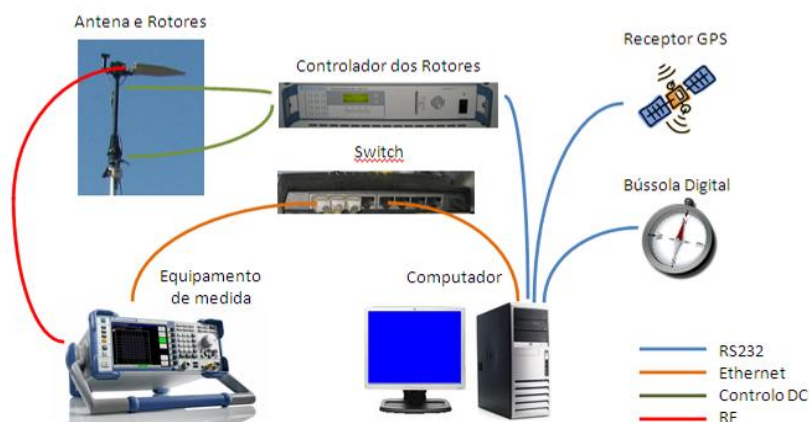 Antena e Rotores
Controlador dos Rotores
Receptor GPS
Switch
Bússola Digital
Equipamento
de medida
Computador
RS232
Ethernet
Controlo DC
RF